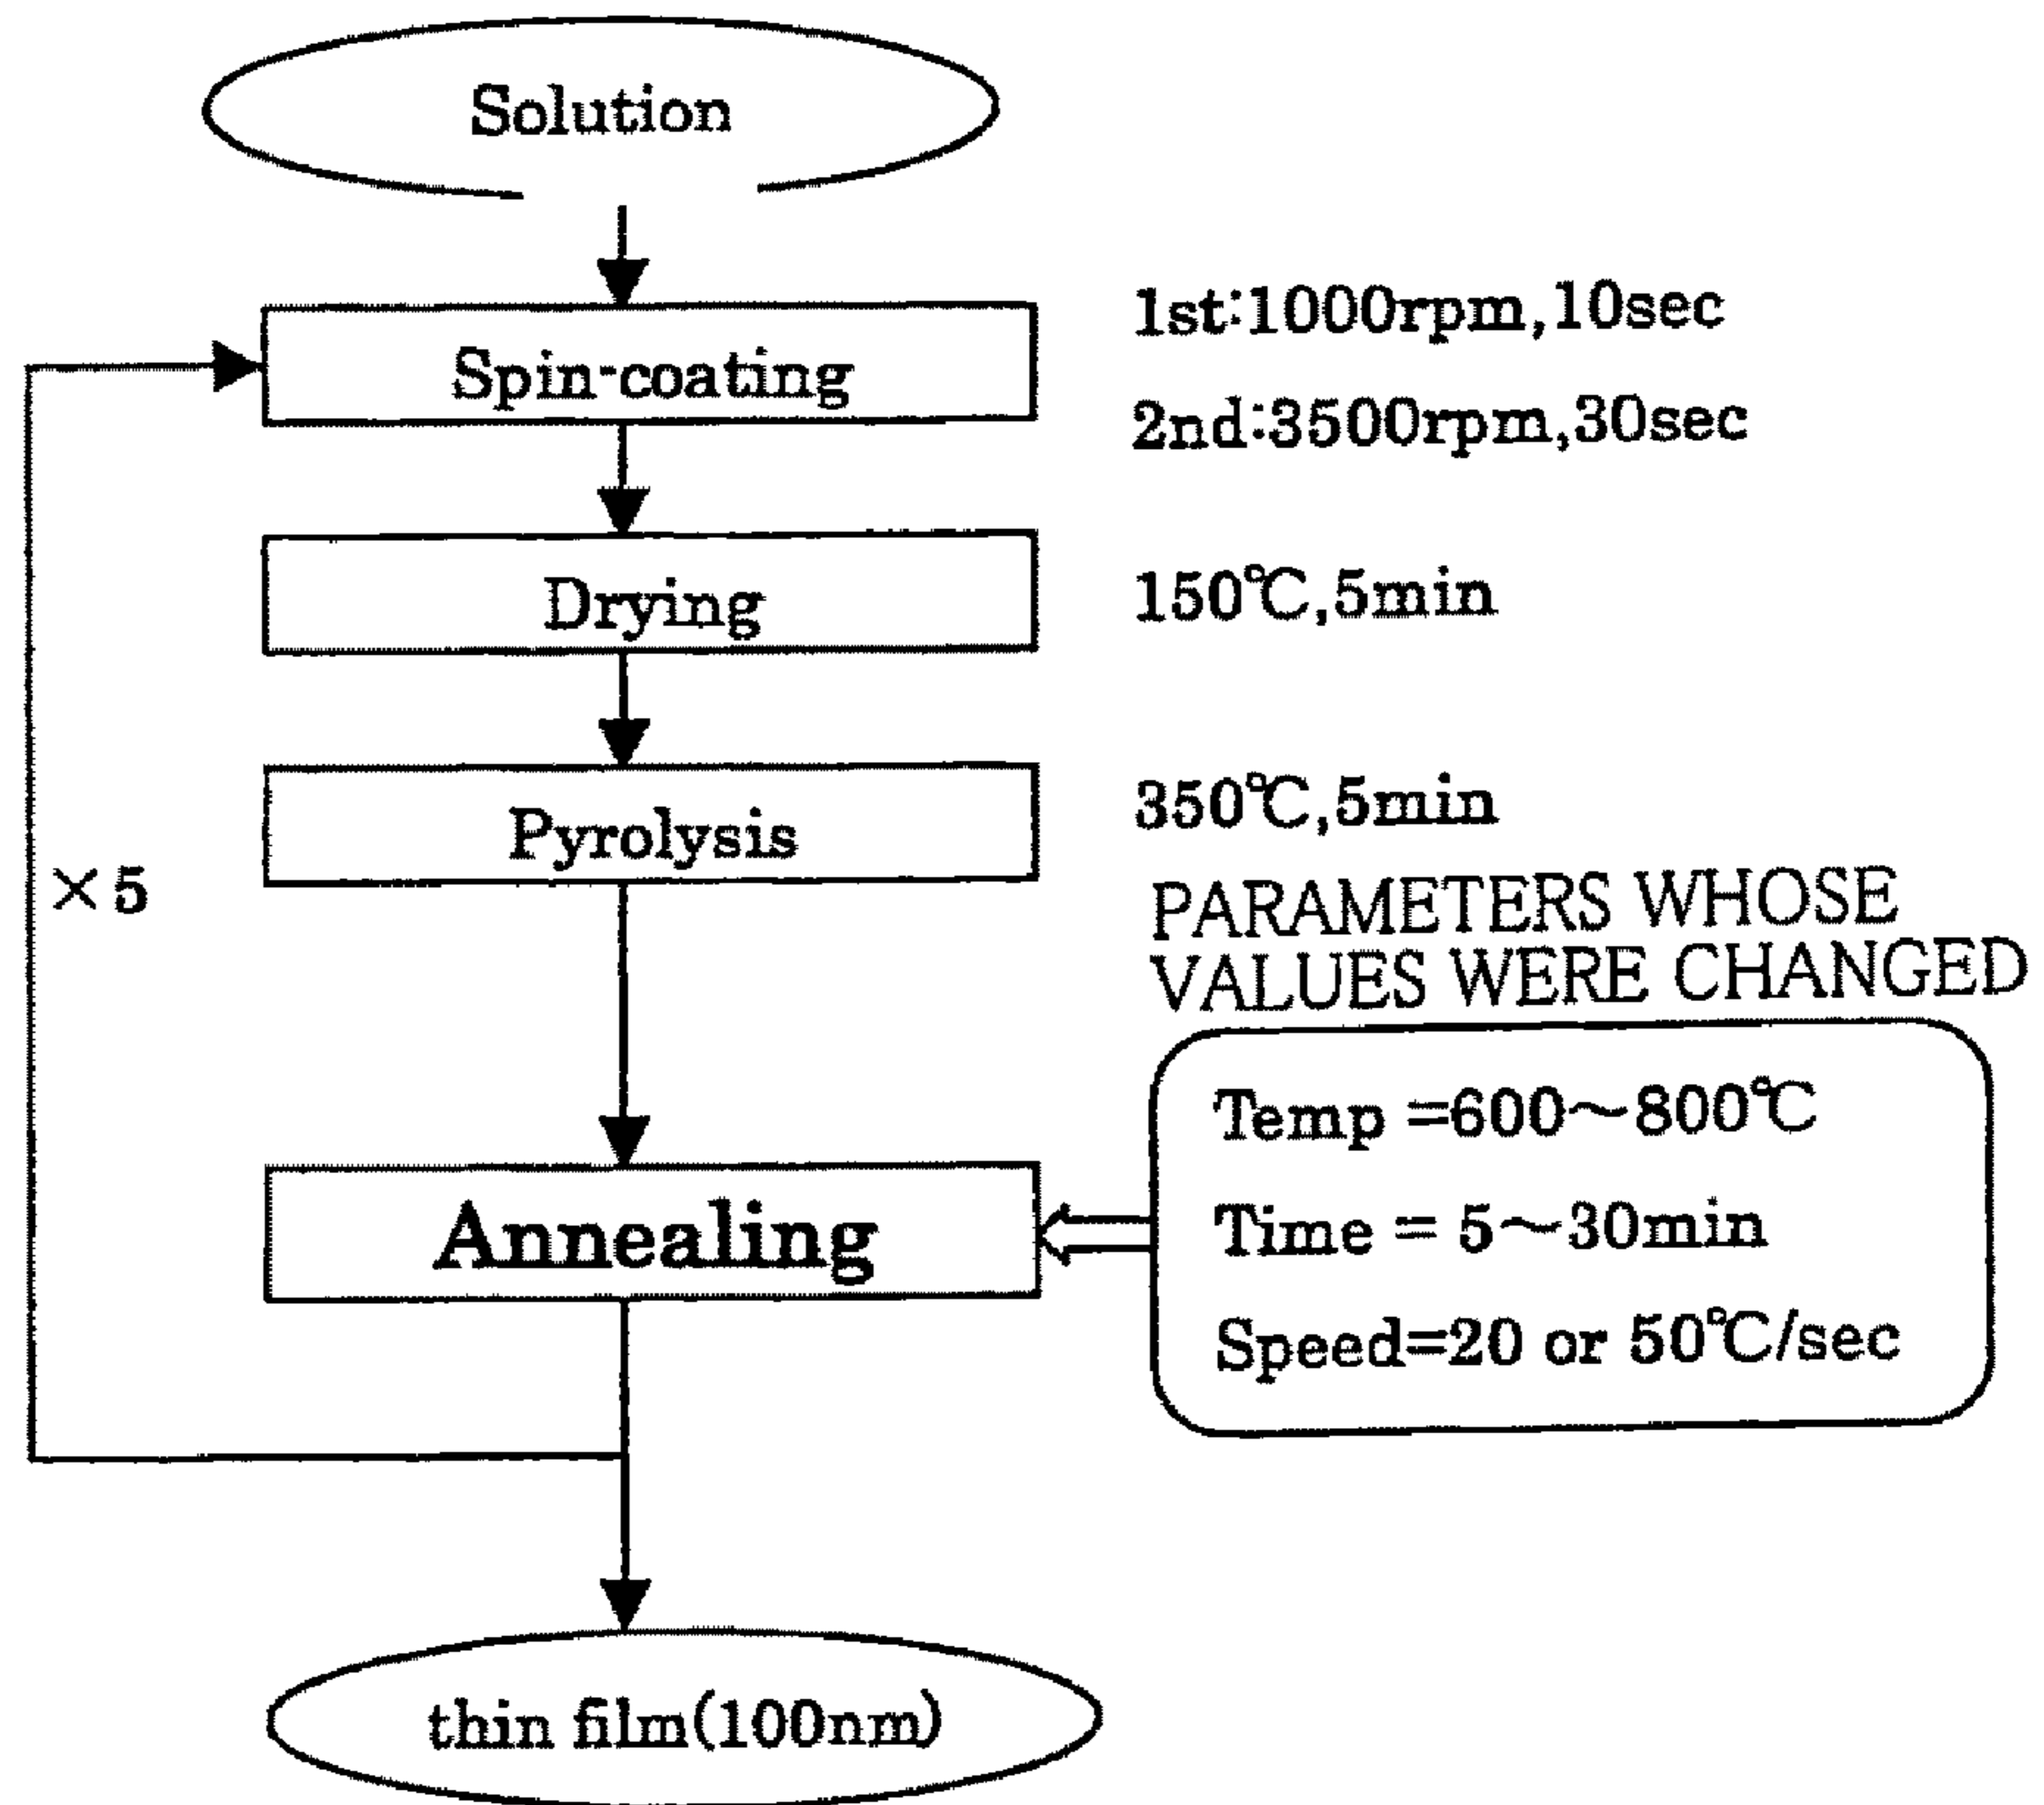 Solution
Spin-coating
1st:1000rpm,10sec
2nd:3500rpm,30sec
Drying
150℃,5min
Pyrolysis
350℃,5min
×5
PARAMETERS WHOSE
VALUES WERE CHANGED
Annealing
Temp =600～800℃
Time = 5～30min
Speed=20 or 50℃/sec
thin film(100nm)